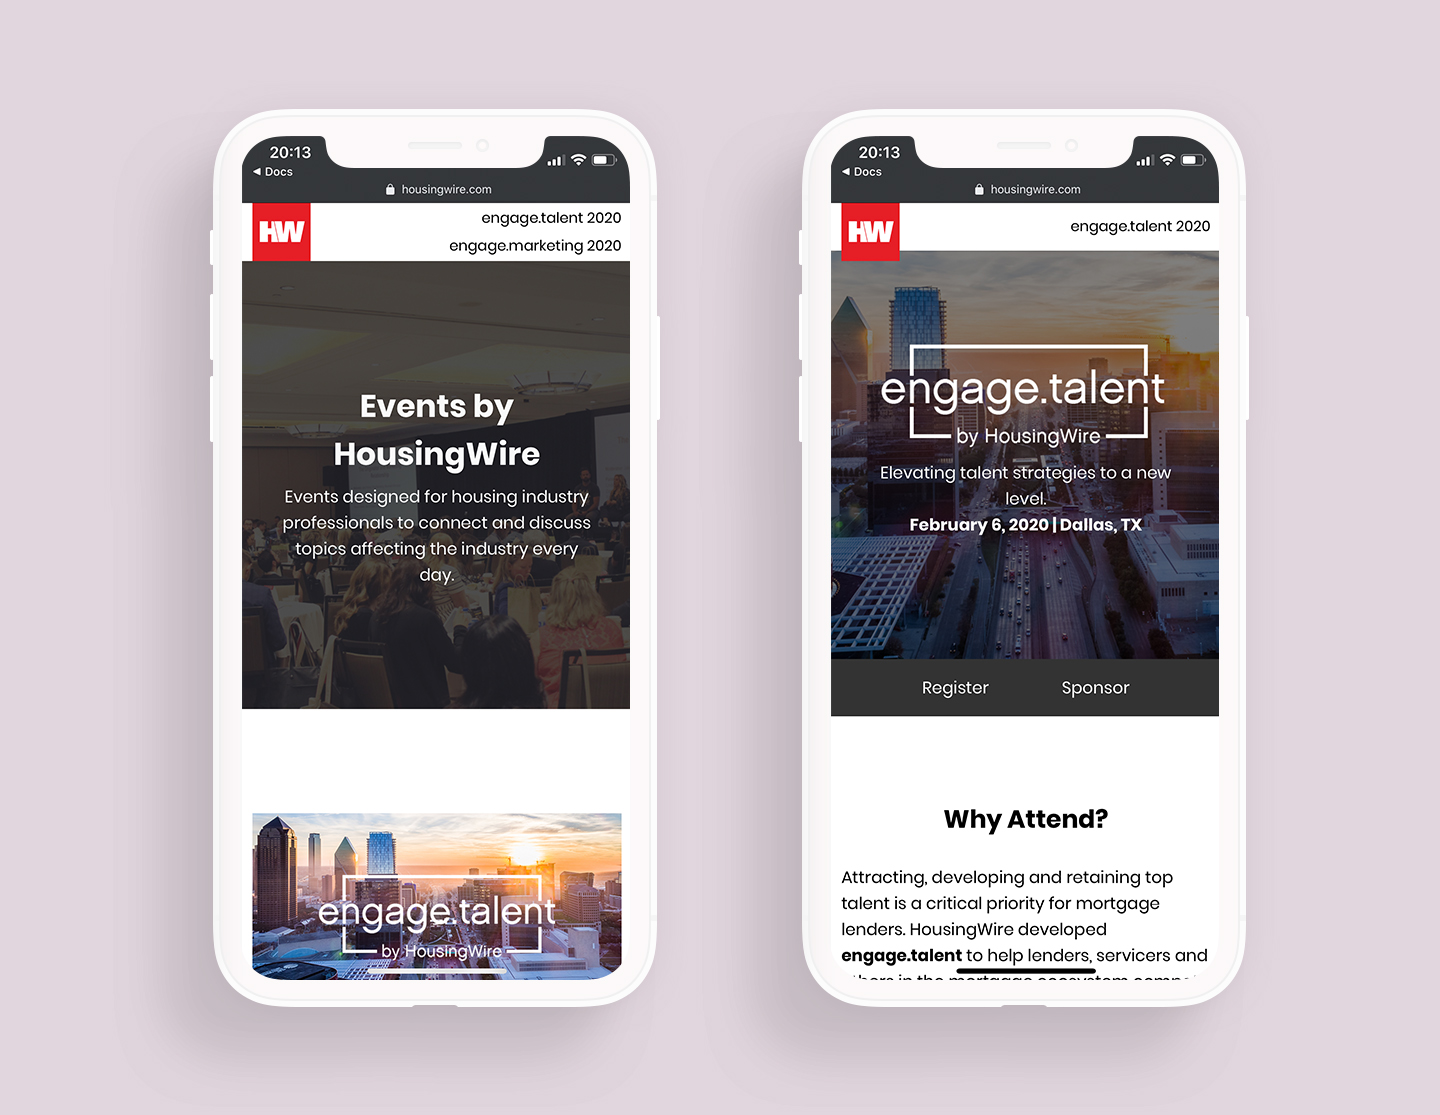 20:13
Docs
housingwire.com
HW
engage.talent 2020
engage.marketing 2020
Events by
HousingWire
Events designed for housing industry
professionals to connect and discuss
topics affecting the industry every
day.
engage.talent
by HousingWire
20:13
Docs
housingwire.com
HW
engage.talent 2020
engage.talent
by HousingWire
Elevating talent strategies to a new
level.
February 6, 2020 | Dallas, TX
Register Sponsor
Why Attend?
Attracting, developing and retaining top
talent is a critical priority for mortgage
lenders. HousingWire developed
engage.talent to help lenders, servicers and
in the mortgage ecosystem